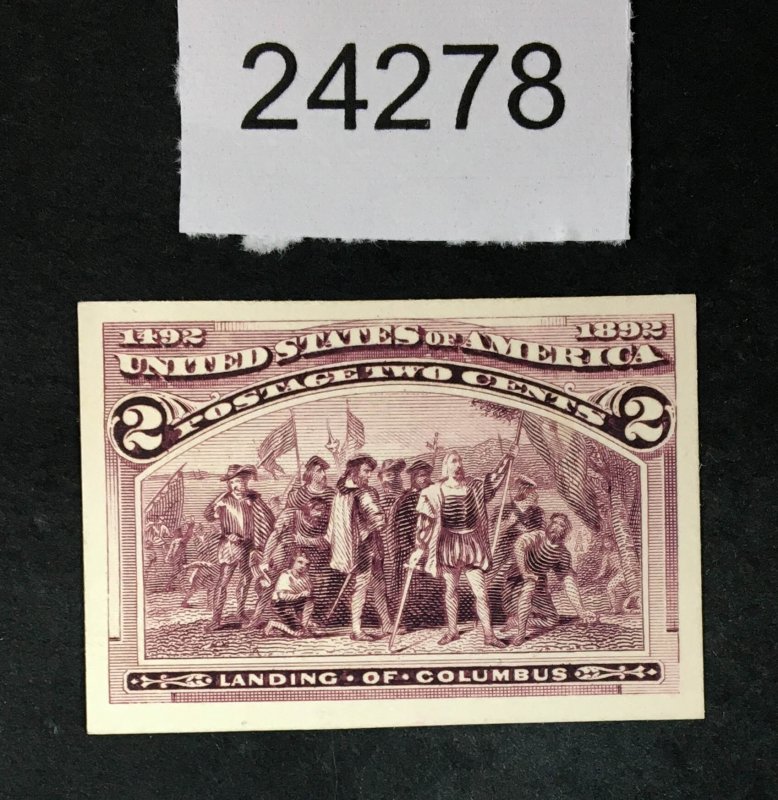 24278
1492 1892
UNITED STATES OF AMERICA
POSTAGE TWO CENTS
2 2
LANDING · OF · COLUMBUS